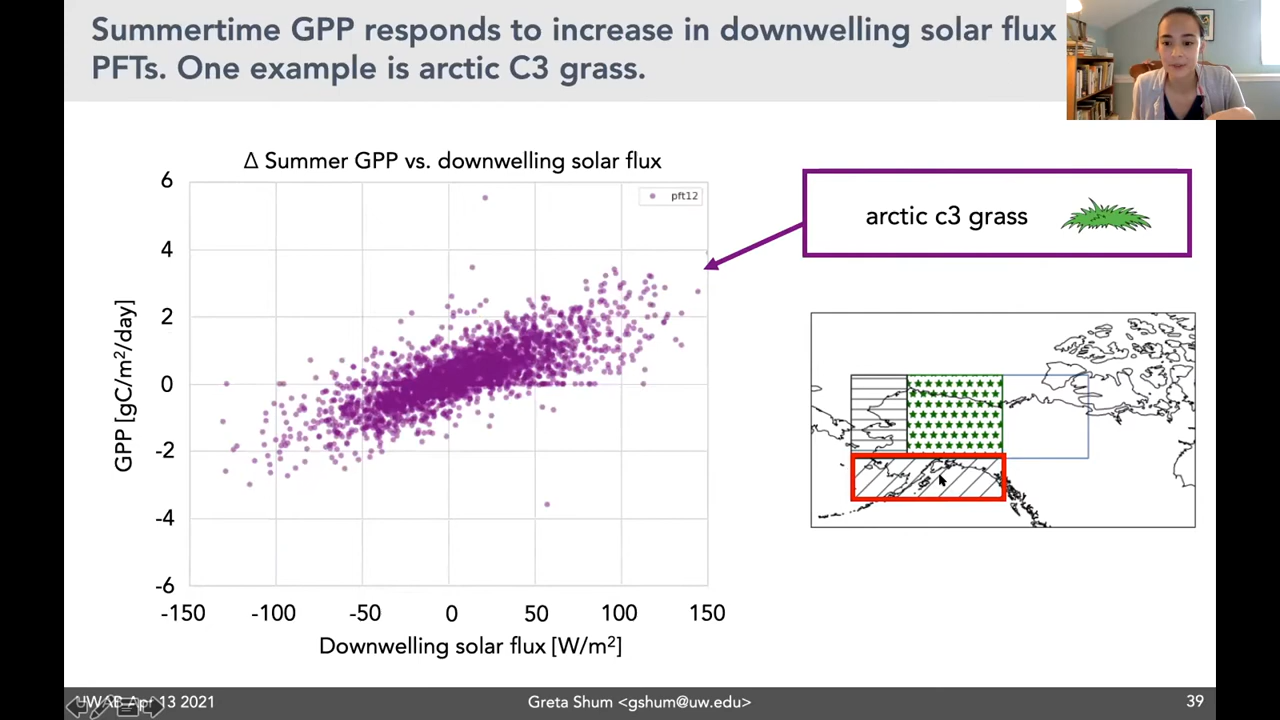 Summertime GPP responds to increase in downwelling solar flux
PFTs. One example is arctic C3 grass.
Δ Summer GPP vs. downwelling solar flux
pft12
6
4
2
0
-2
-4
-6
GPP [gC/m²/day]
-150 -100 -50 0 50 100 150
Downwelling solar flux [W/m²]
arctic c3 grass
UWAB Apr 13 2021
Greta Shum <gshum@uw.edu>
39